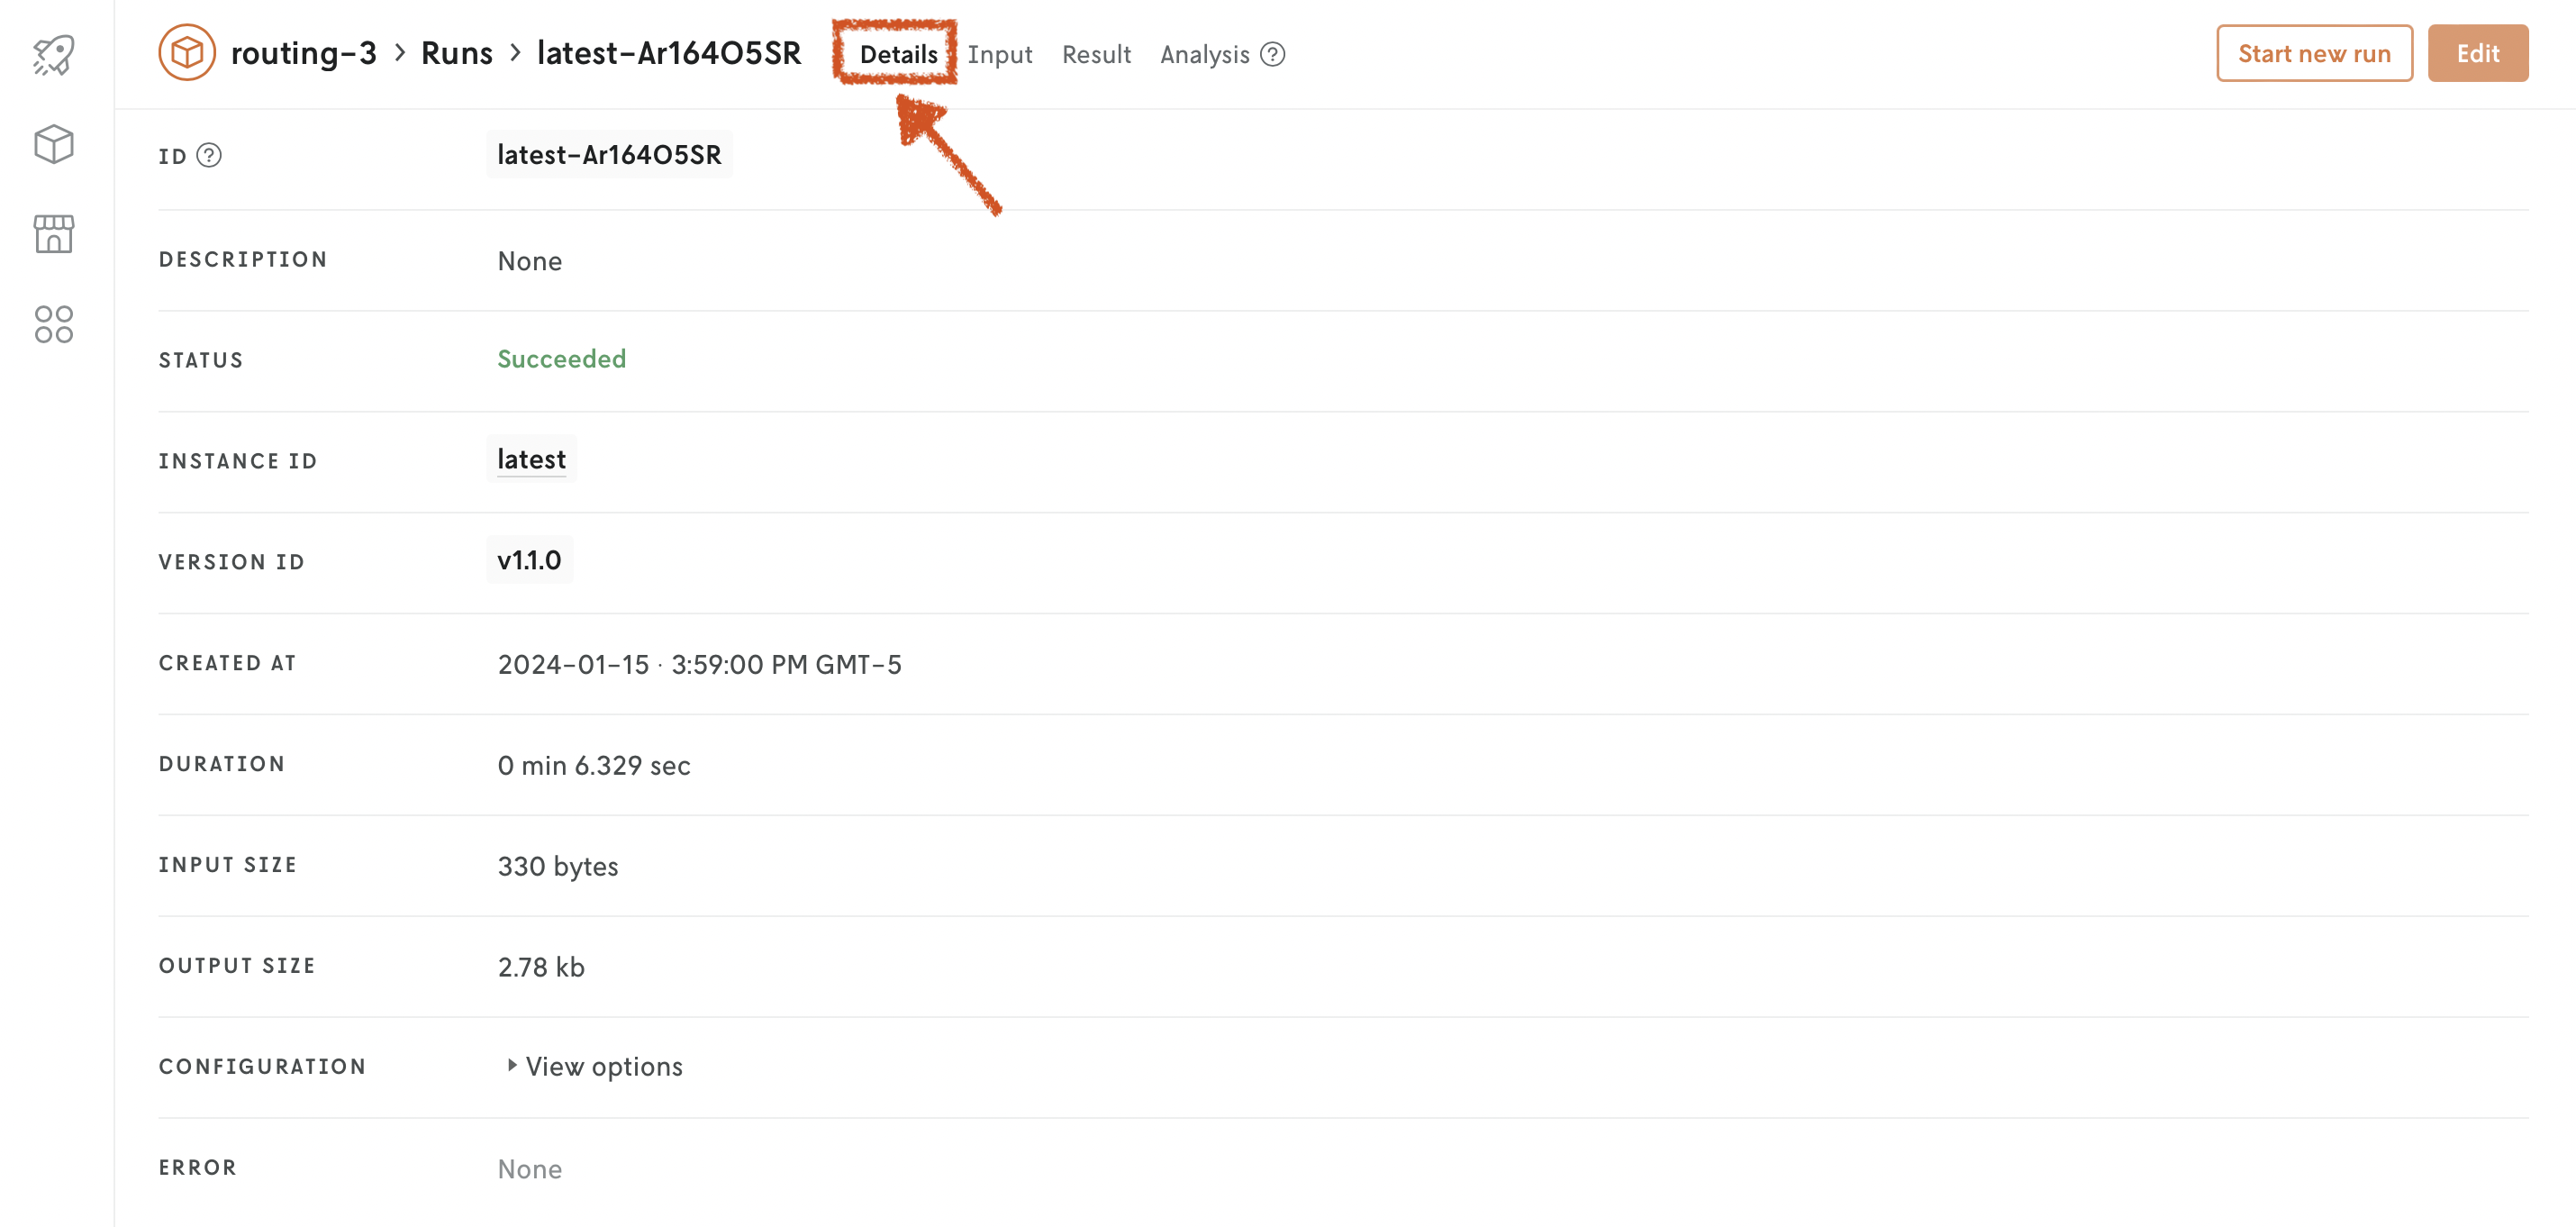 routing-3 > Runs > latest-Ar164O5SR Details Input Result Analysis ? Start new run Edit
ID ? latest-Ar164O5SR
DESCRIPTION None
STATUS Succeeded
INSTANCE ID latest
VERSION ID v1.1.0
CREATED AT 2024-01-15 · 3:59:00 PM GMT-5
DURATION 0 min 6.329 sec
INPUT SIZE 330 bytes
OUTPUT SIZE 2.78 kb
CONFIGURATION View options
ERROR None